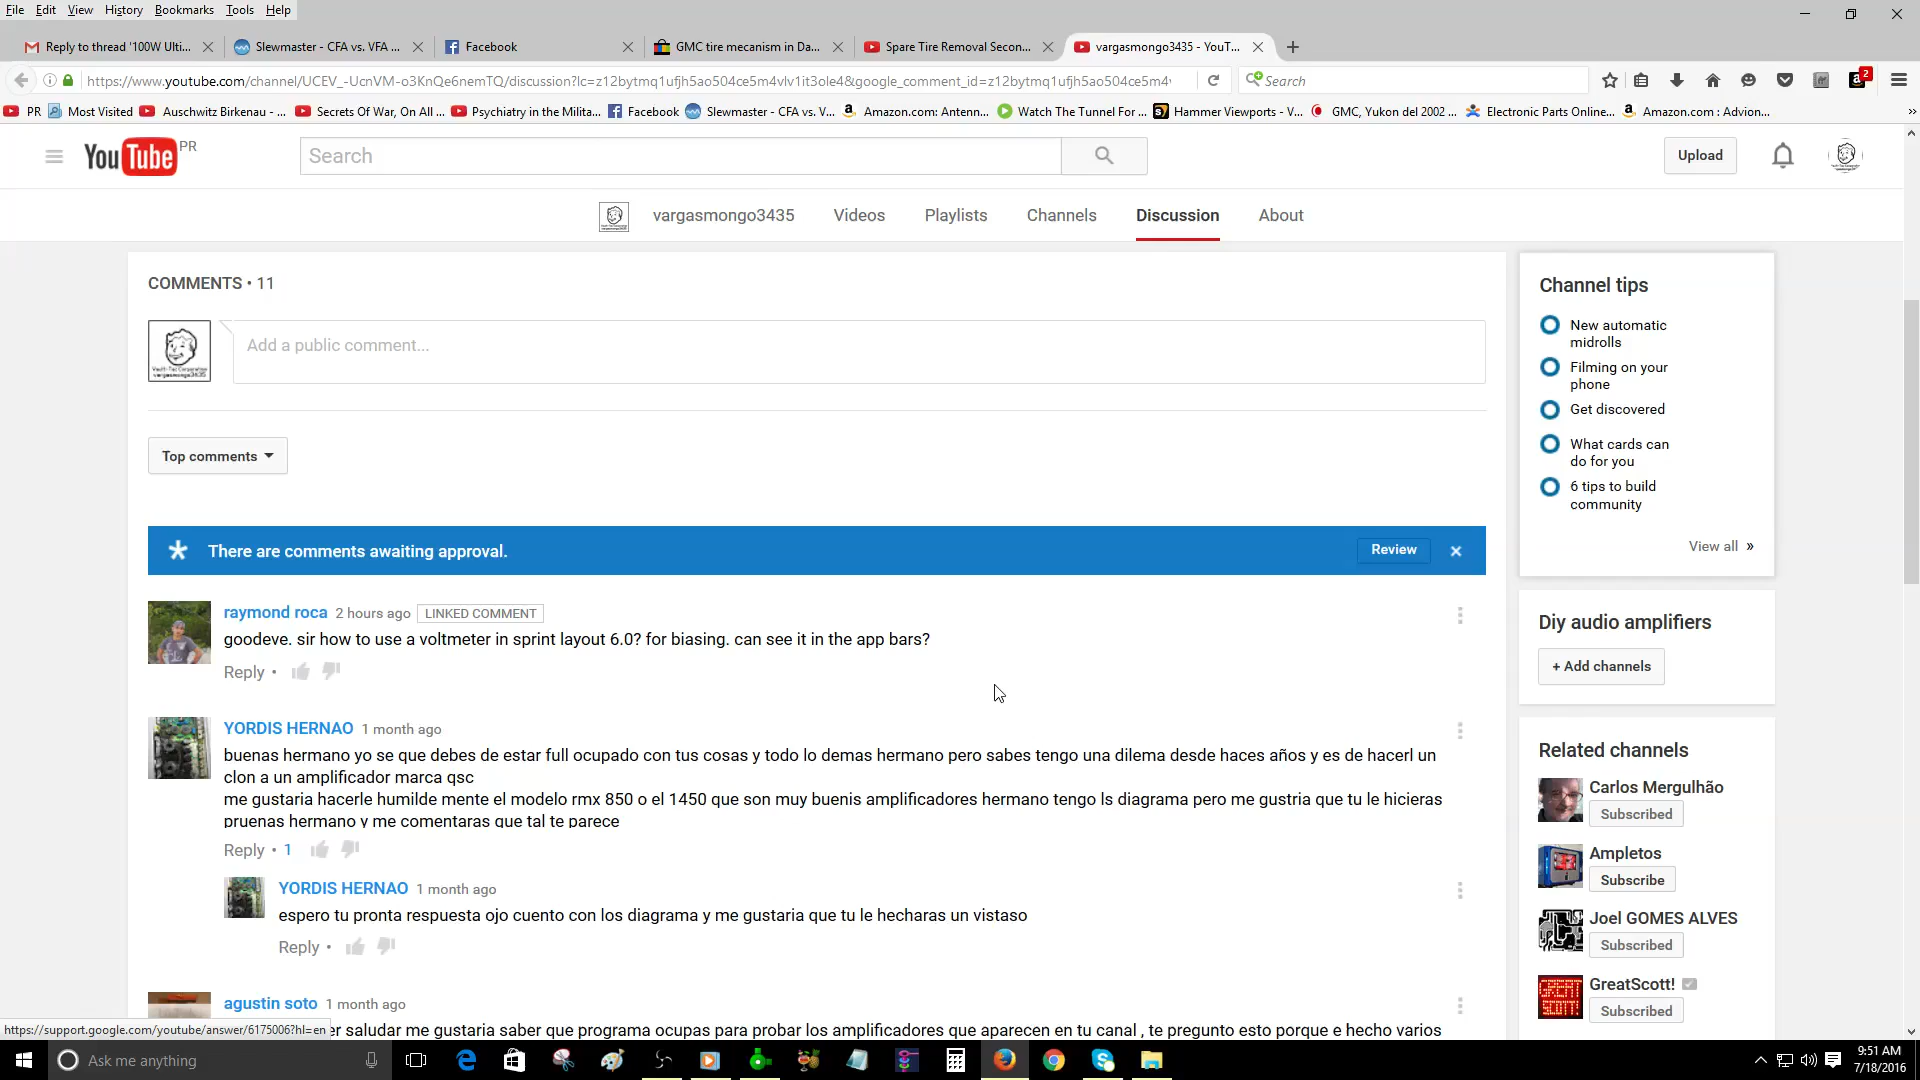 File Edit View History Bookmarks Tools Help
Reply to thread '100W Ulti...
Slewmaster - CFA vs. VFA ...
Facebook
GMC tire mecanism in Da...
Spare Tire Removal Secon...
vargasmongo3435 - YouT...
https://www.youtube.com/channel/UCEV_-UcnVM-o3KnQe6nemTQ/discussion?lc=z12bytmq1ufjh5ao504ce5m4vlv1it3ole4&google_comment_id=z12bytmq1ufjh5ao504ce5m4v
Search
2
PR Most Visited Auschwitz Birkenau - ... Secrets Of War, On All ... Psychiatry in the Milita... Facebook Slewmaster - CFA vs. V... Amazon.com: Antenn... Watch The Tunnel For ... Hammer Viewports - V... GMC, Yukon del 2002 ... Electronic Parts Online... Amazon.com : Advion... »
YouTube PR
Search
Upload
vargasmongo3435 Videos Playlists Channels Discussion About
COMMENTS • 11
Add a public comment...
Top comments
There are comments awaiting approval.
Review
raymond roca 2 hours ago LINKED COMMENT
goodeve. sir how to use a voltmeter in sprint layout 6.0? for biasing. can see it in the app bars?
Reply •
YORDIS HERNAO 1 month ago
buenas hermano yo se que debes de estar full ocupado con tus cosas y todo lo demas hermano pero sabes tengo una dilema desde haces años y es de hacerl un
clon a un amplificador marca qsc
me gustaria hacerle humilde mente el modelo rmx 850 o el 1450 que son muy buenis amplificadores hermano tengo ls diagrama pero me gustria que tu le hicieras
pruenas hermano y me comentaras que tal te parece
Reply • 1
YORDIS HERNAO 1 month ago
espero tu pronta respuesta ojo cuento con los diagrama y me gustaria que tu le hecharas un vistaso
Reply •
agustin soto 1 month ago
er saludar me gustaria saber que programa ocupas para probar los amplificadores que aparecen en tu canal , te pregunto esto porque e hecho varios
Channel tips
New automatic
midrolls
Filming on your
phone
Get discovered
What cards can
do for you
6 tips to build
community
View all »
Diy audio amplifiers
+ Add channels
Related channels
Carlos Mergulhão
Subscribed
Ampletos
Subscribe
Joel GOMES ALVES
Subscribed
GREAT
SCOTT!
GreatScott!
Subscribed
https://support.google.com/youtube/answer/6175006?hl=en
Ask me anything
9:51 AM
7/18/2016